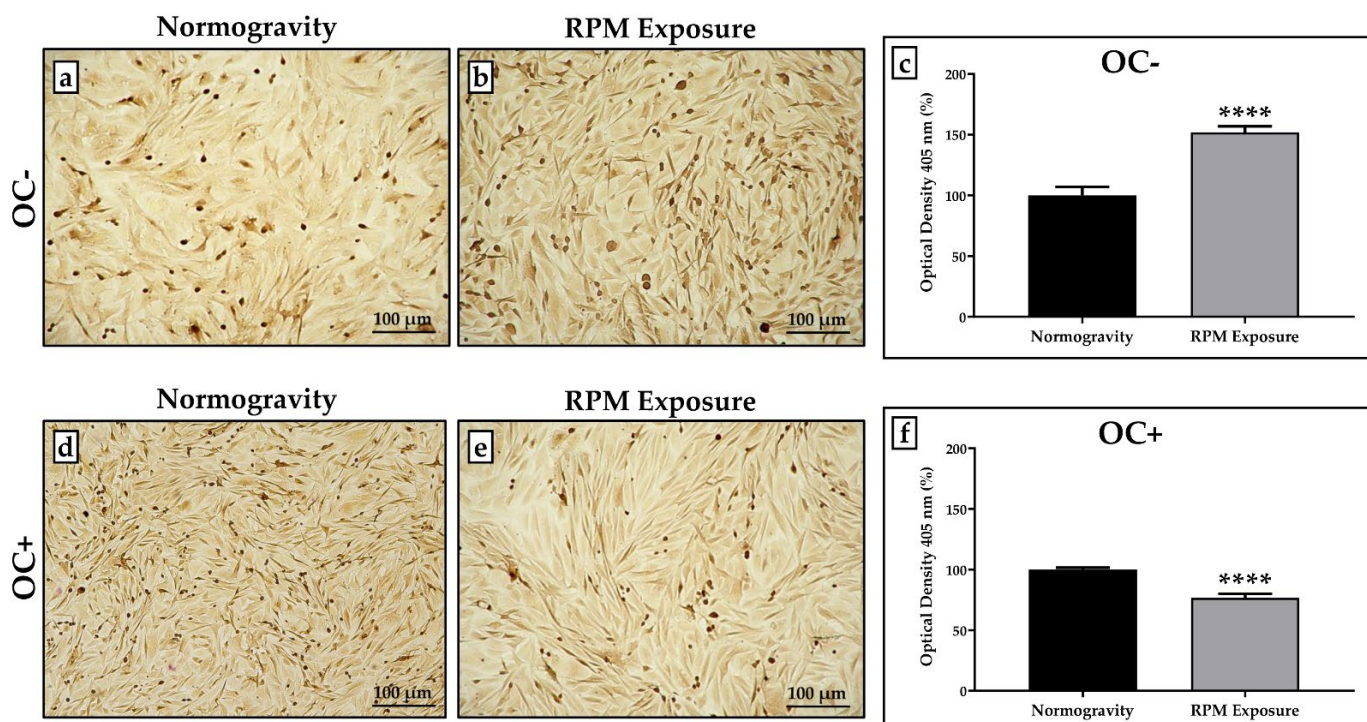 Normogravity
RPM Exposure
OC-
a
100 µm
b
100 µm
c
OC-
Optical Density 405 nm (%)
200
150
100
50
0
****
Normogravity
RPM Exposure
Normogravity
RPM Exposure
OC+
d
100 µm
e
100 µm
f
OC+
Optical Density 405 nm (%)
200
150
100
50
0
****
Normogravity
RPM Exposure